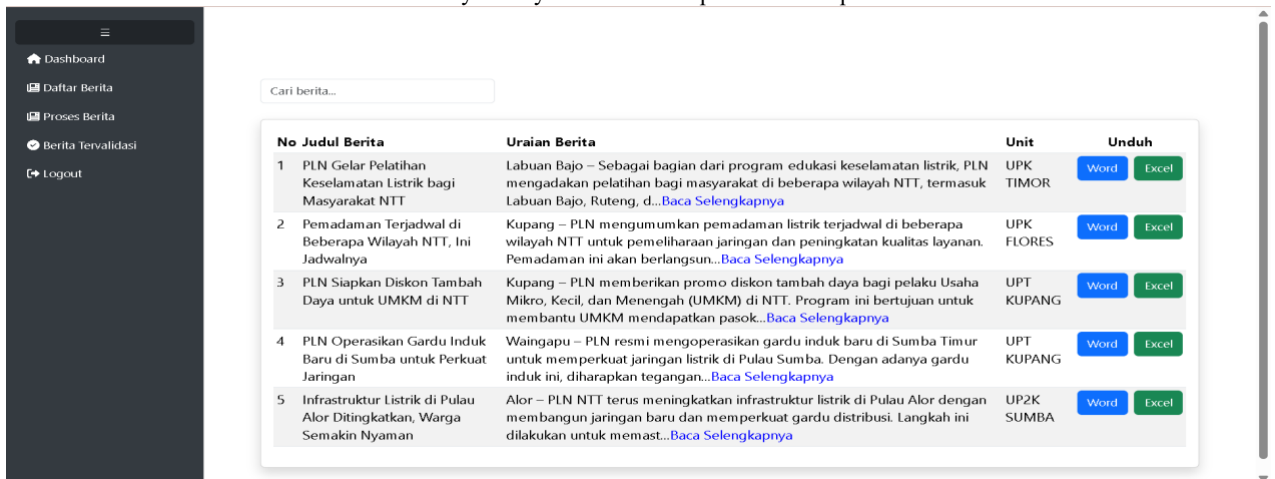 Dashboard
Daftar Berita
Proses Berita
Berita Tervalidasi
Logout
Cari berita...
No Judul Berita Uraian Berita Unit Unduh
1 PLN Gelar Pelatihan Labuan Bajo – Sebagai bagian dari program edukasi keselamatan listrik, PLN UPK Word Excel
Keselamatan Listrik bagi mengadakan pelatihan bagi masyarakat di beberapa wilayah NTT, termasuk TIMOR
Masyarakat NTT Labuan Bajo, Ruteng, d...Baca Selengkapnya
2 Pemadaman Terjadwal di Kupang – PLN mengumumkan pemadaman listrik terjadwal di beberapa UPK Word Excel
Beberapa Wilayah NTT, Ini wilayah NTT untuk pemeliharaan jaringan dan peningkatan kualitas layanan. FLORES
Jadwalnya Pemadaman ini akan berlangsun...Baca Selengkapnya
3 PLN Siapkan Diskon Tambah Kupang – PLN memberikan promo diskon tambah daya bagi pelaku Usaha UPT Word Excel
Daya untuk UMKM di NTT Mikro, Kecil, dan Menengah (UMKM) di NTT. Program ini bertujuan untuk KUPANG
membantu UMKM mendapatkan pasok...Baca Selengkapnya
4 PLN Operasikan Gardu Induk Waingapu – PLN resmi mengoperasikan gardu induk baru di Sumba Timur UPT Word Excel
Baru di Sumba untuk Perkuat untuk memperkuat jaringan listrik di Pulau Sumba. Dengan adanya gardu KUPANG
Jaringan induk ini, diharapkan tegangan...Baca Selengkapnya
5 Infrastruktur Listrik di Pulau Alor – PLN NTT terus meningkatkan infrastruktur listrik di Pulau Alor dengan UP2K Word Excel
Alor Ditingkatkan, Warga membangun jaringan baru dan memperkuat gardu distribusi. Langkah ini SUMBA
Semakin Nyaman dilakukan untuk memast...Baca Selengkapnya